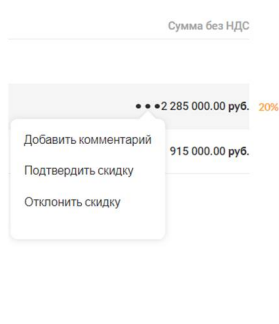 Сумма без НДС
●●●2 285 000.00 руб. 20%
Добавить комментарий
915 000.00 руб.
Подтвердить скидку
Отклонить скидку